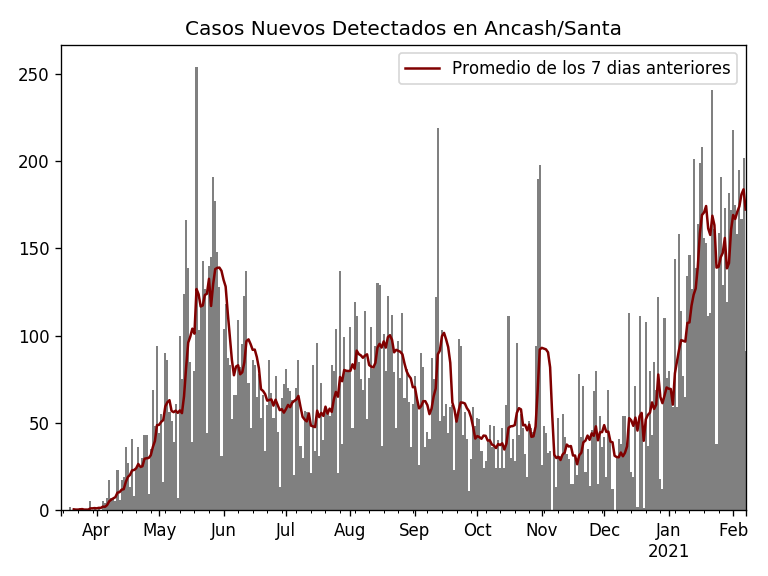 Casos Nuevos Detectados en Ancash/Santa
Promedio de los 7 dias anteriores
250
200
150
100
50
0
Apr May Jun Jul Aug Sep Oct Nov Dec Jan Feb
2021